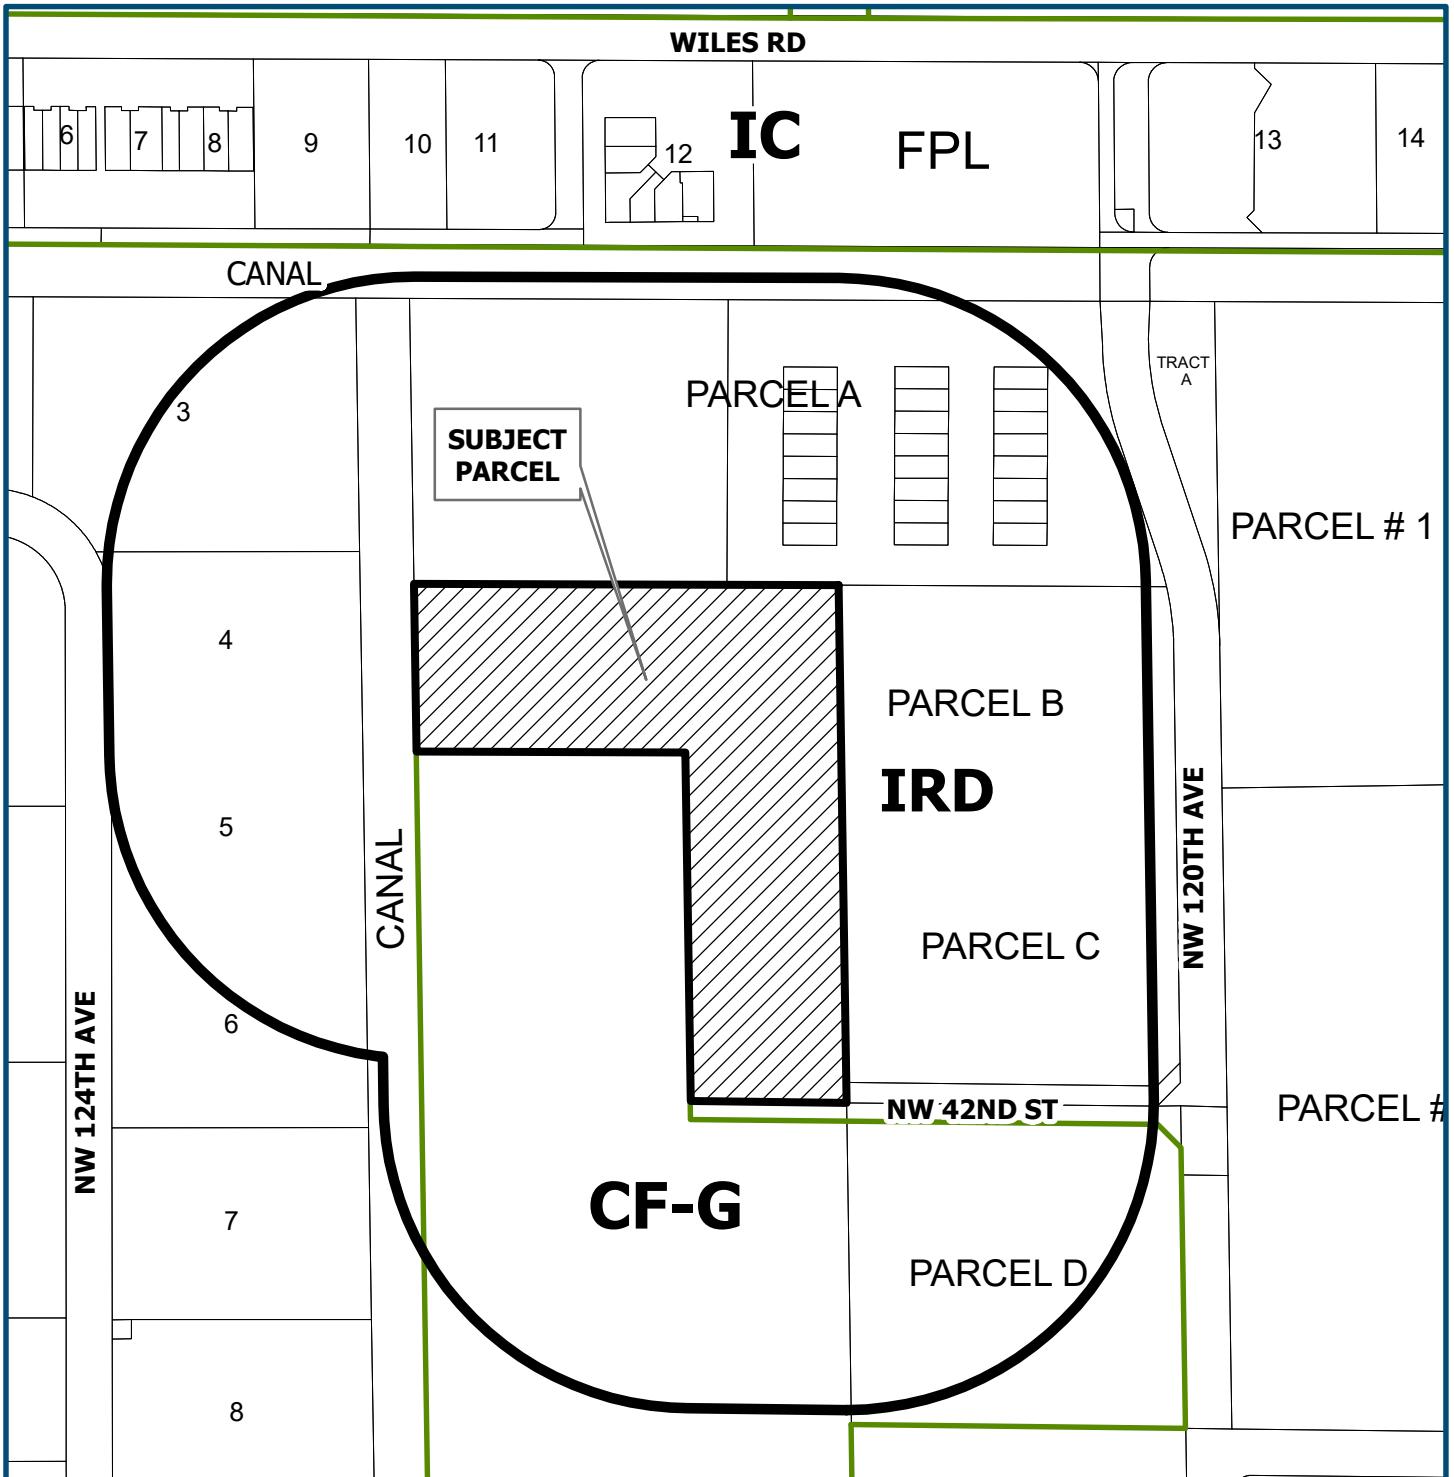 WILES RD
6
7
8
9
10
11
12
IC
FPL
13
14
CANAL
3
PARCEL A
TRACT
A
SUBJECT
PARCEL
PARCEL # 1
4
PARCEL B
IRD
5
CANAL
NW 120TH AVE
PARCEL C
6
NW 124TH AVE
NW 42ND ST
PARCEL #
CF-G
7
PARCEL D
8